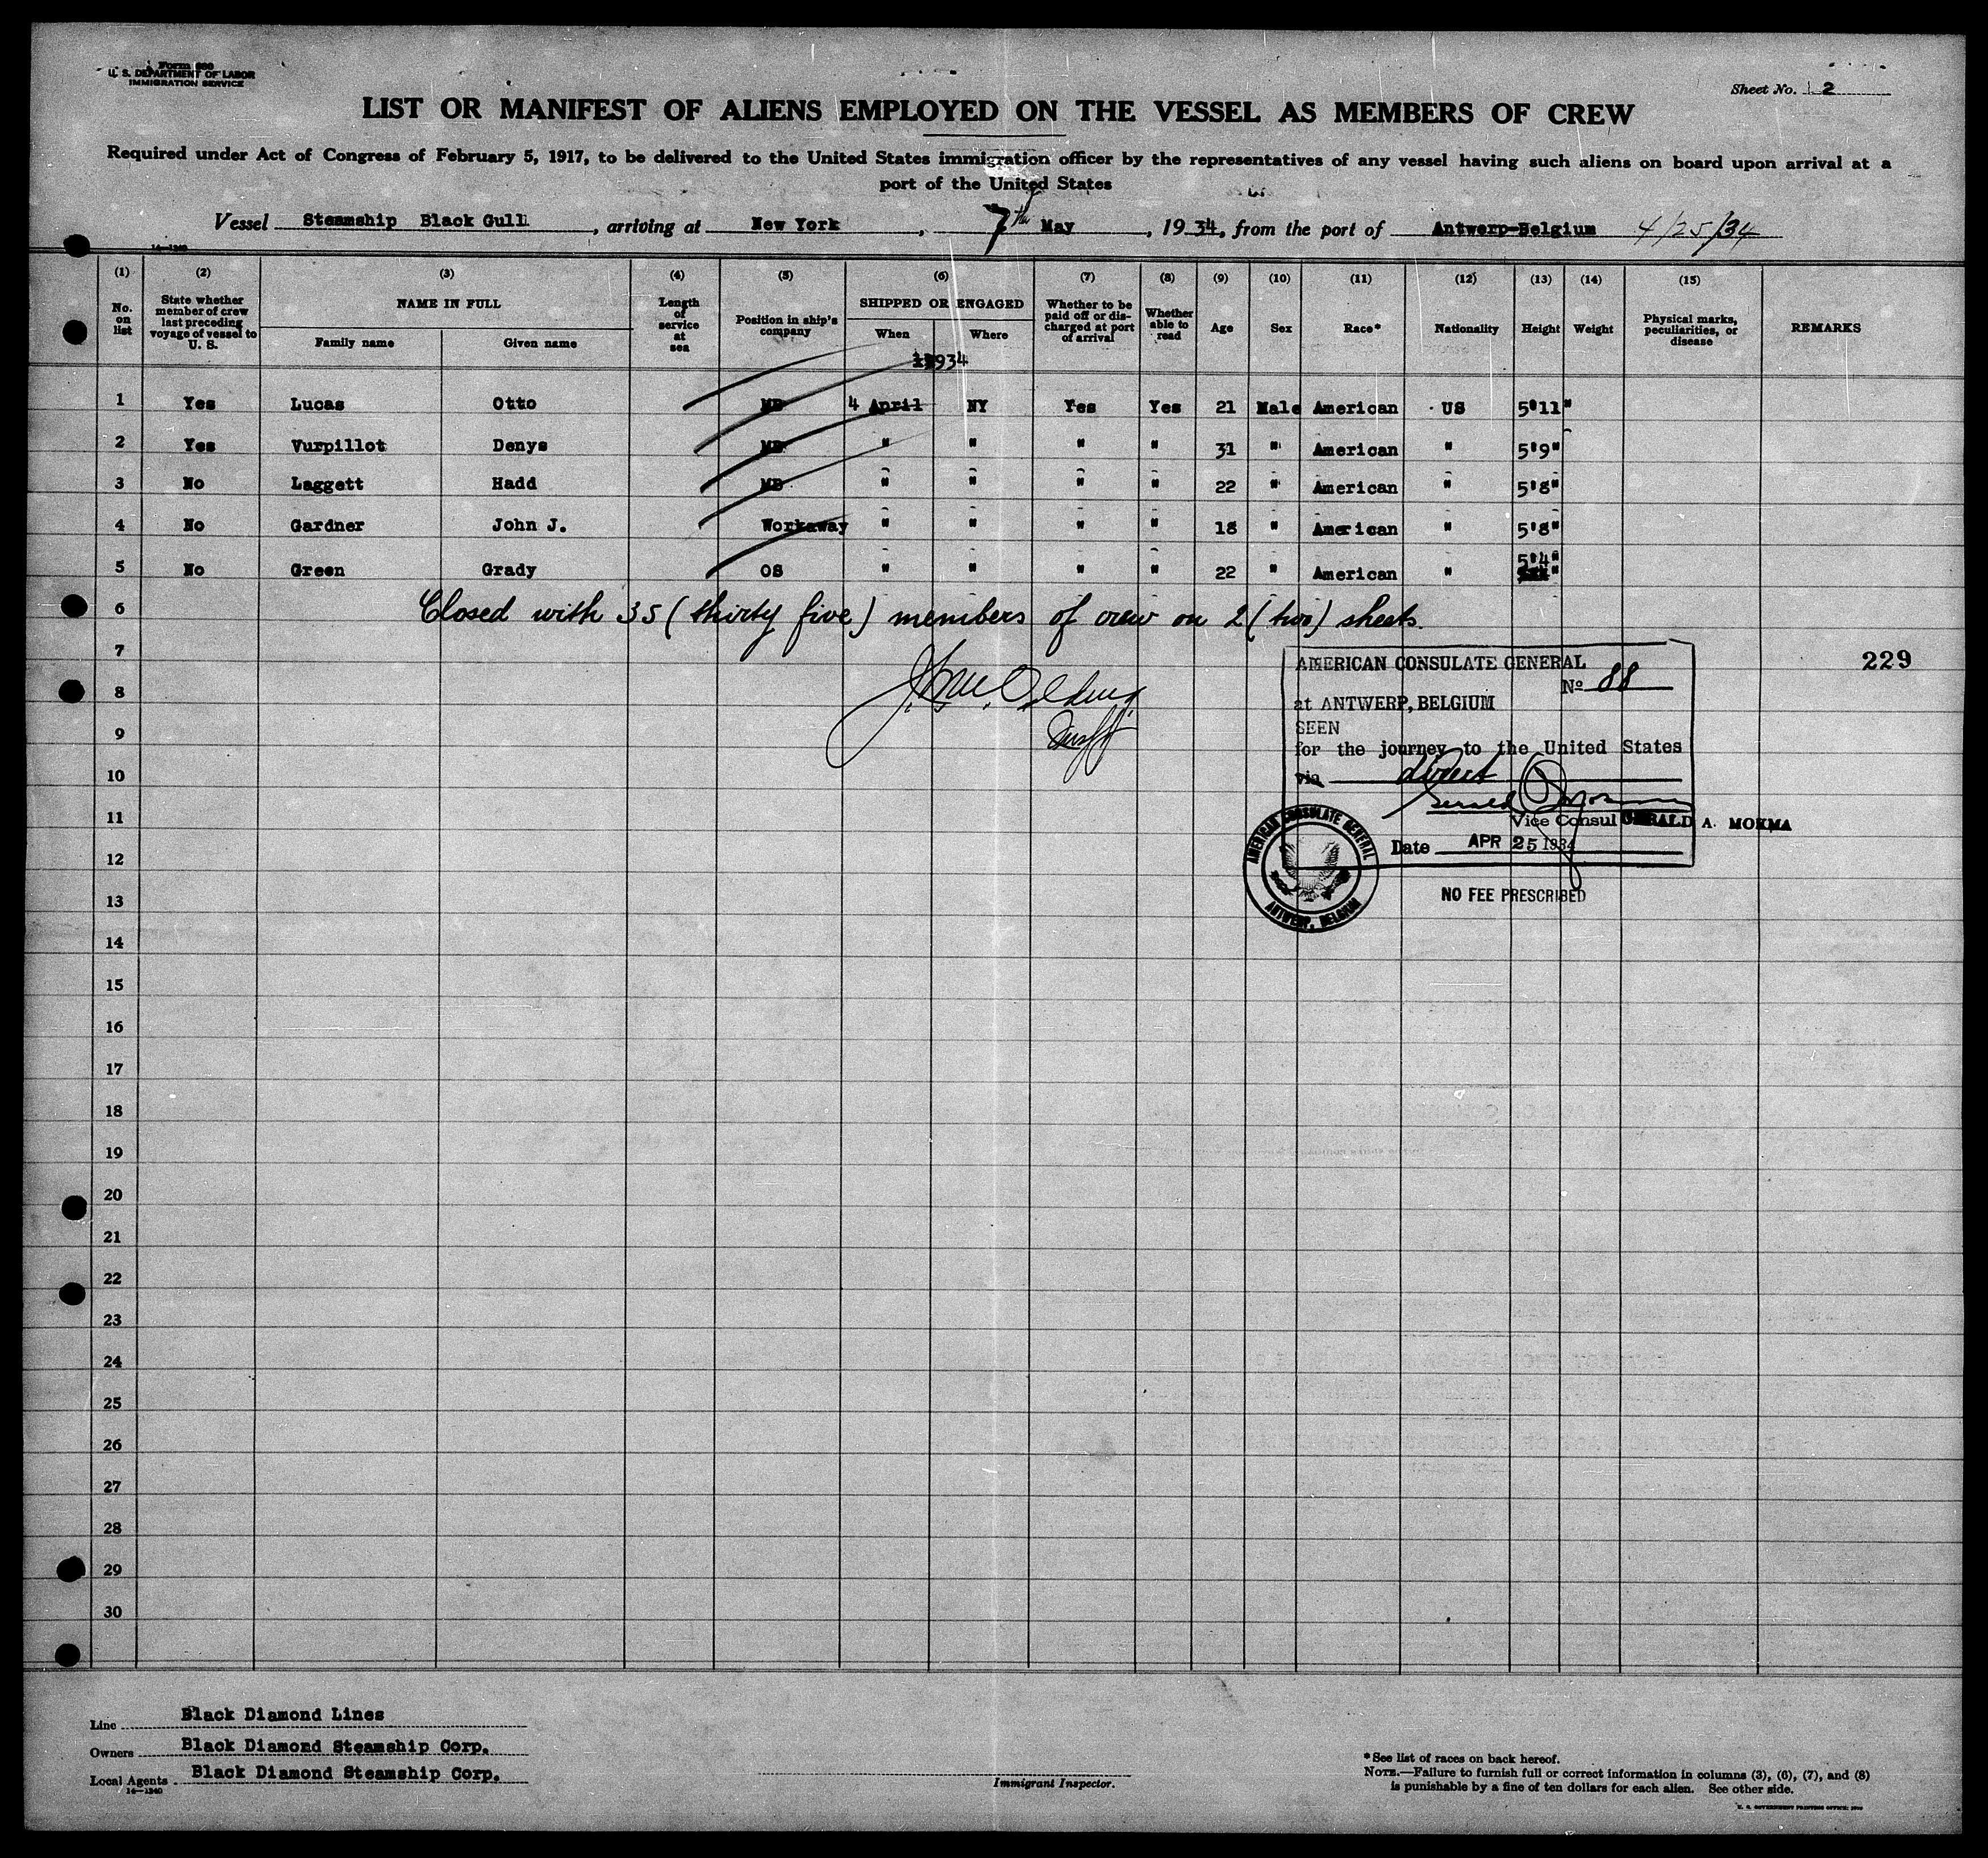 Form 680
U. S. DEPARTMENT OF LABOR
IMMIGRATION SERVICE
Sheet No. 2
LIST OR MANIFEST OF ALIENS EMPLOYED ON THE VESSEL AS MEMBERS OF CREW
Required under Act of Congress of February 5, 1917, to be delivered to the United States immigration officer by the representatives of any vessel having such aliens on board upon arrival at a
port of the United States
Vessel Steamship Black Gull, arriving at New York, 7th May, 1934, from the port of Antwerp-Belgium 4/25/34
14—1240
(1) (2) (3) (4) (5) (6) (7) (8) (9) (10) (11) (12) (13) (14) (15)
No. on list
State whether member of crew last preceding voyage of vessel to U. S.
NAME IN FULL
Family name Given name
Length of service at sea
Position in ship's company
SHIPPED OR ENGAGED
When Where
Whether to be paid off or discharged at port of arrival
Whether able to read
Age
Sex
Race*
Nationality
Height
Weight
Physical marks, peculiarities, or disease
REMARKS
1934
1 Yes Lucas Otto MB 4 April NY Yes Yes 21 Male American US 5'11"
2 Yes Vurpillot Denys MB " " " " 31 " American " 5'9"
3 No Laggett Hadd MB " " " " 22 " American " 5'8"
4 No Gardner John J. Workaway " " " " 18 " American " 5'8"
5 No Green Grady OS " " " " 22 " American " 5'4"
6
Closed with 35 (thirty five) members of crew on 2 (two) sheets.
7
8
9
10
11
12
13
14
15
16
17
18
19
20
21
22
23
24
25
26
27
28
29
30
229
AMERICAN CONSULATE GENERAL
No 88
at ANTWERP, BELGIUM
SEEN
for the journey to the United States
via direct
Vice Consul GERALD A. MOKMA
Date APR 25 1934
AMERICAN CONSULATE GENERAL
ANTWERP, BELGIUM
NO FEE PRESCRIBED
Line Black Diamond Lines
Owners Black Diamond Steamship Corp.
Local Agents Black Diamond Steamship Corp.
14—1240
Immigrant Inspector.
*See list of races on back hereof.
NOTE.—Failure to furnish full or correct information in columns (3), (6), (7), and (8)
is punishable by a fine of ten dollars for each alien. See other side.